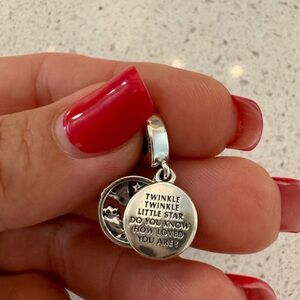 TWINKLE
TWINKLE
LITTLE STAR
DO YOU KNOW
HOW LOVED
YOU ARE?